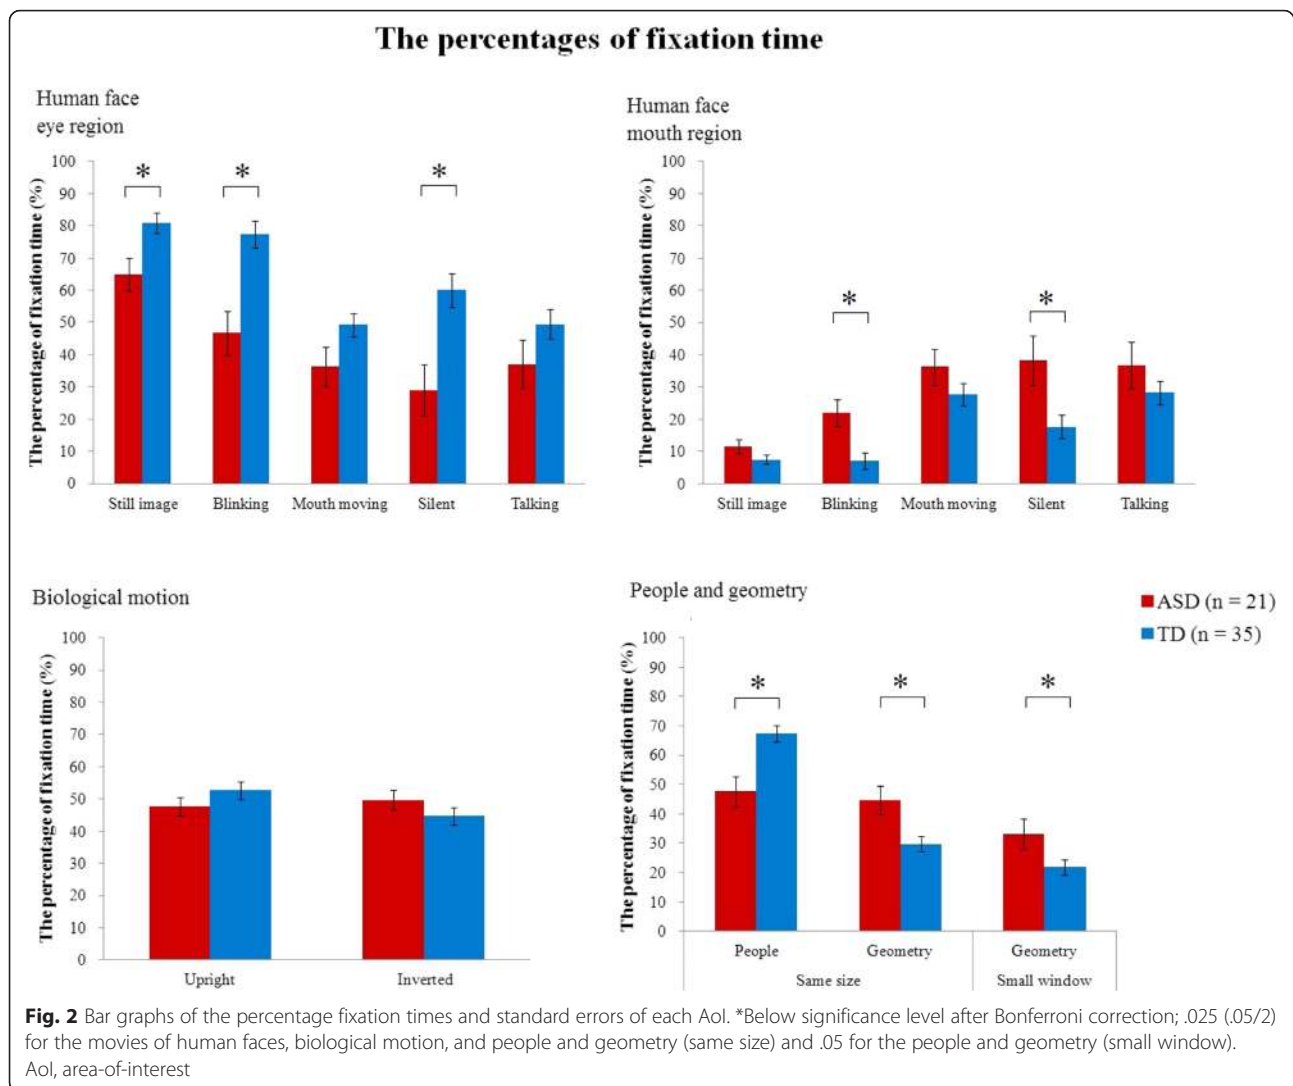 The percentages of fixation time
Human face
eye region
The percentage of fixation time (%)
100
90
80
70
60
50
40
30
20
10
0
* * *
Still image Blinking Mouth moving Silent Talking
Human face
mouth region
The percentage of fixation time (%)
100
90
80
70
60
50
40
30
20
10
0
* *
Still image Blinking Mouth moving Silent Talking
Biological motion
The percentage of fixation time (%)
100
90
80
70
60
50
40
30
20
10
0
Upright Inverted
People and geometry
The percentage of fixation time (%)
100
90
80
70
60
50
40
30
20
10
0
* * *
People Geometry Geometry
Same size Small window
ASD (n = 21)
TD (n = 35)
Fig. 2 Bar graphs of the percentage fixation times and standard errors of each AoI. *Below significance level after Bonferroni correction; .025 (.05/2)
for the movies of human faces, biological motion, and people and geometry (same size) and .05 for the people and geometry (small window).
AoI, area-of-interest